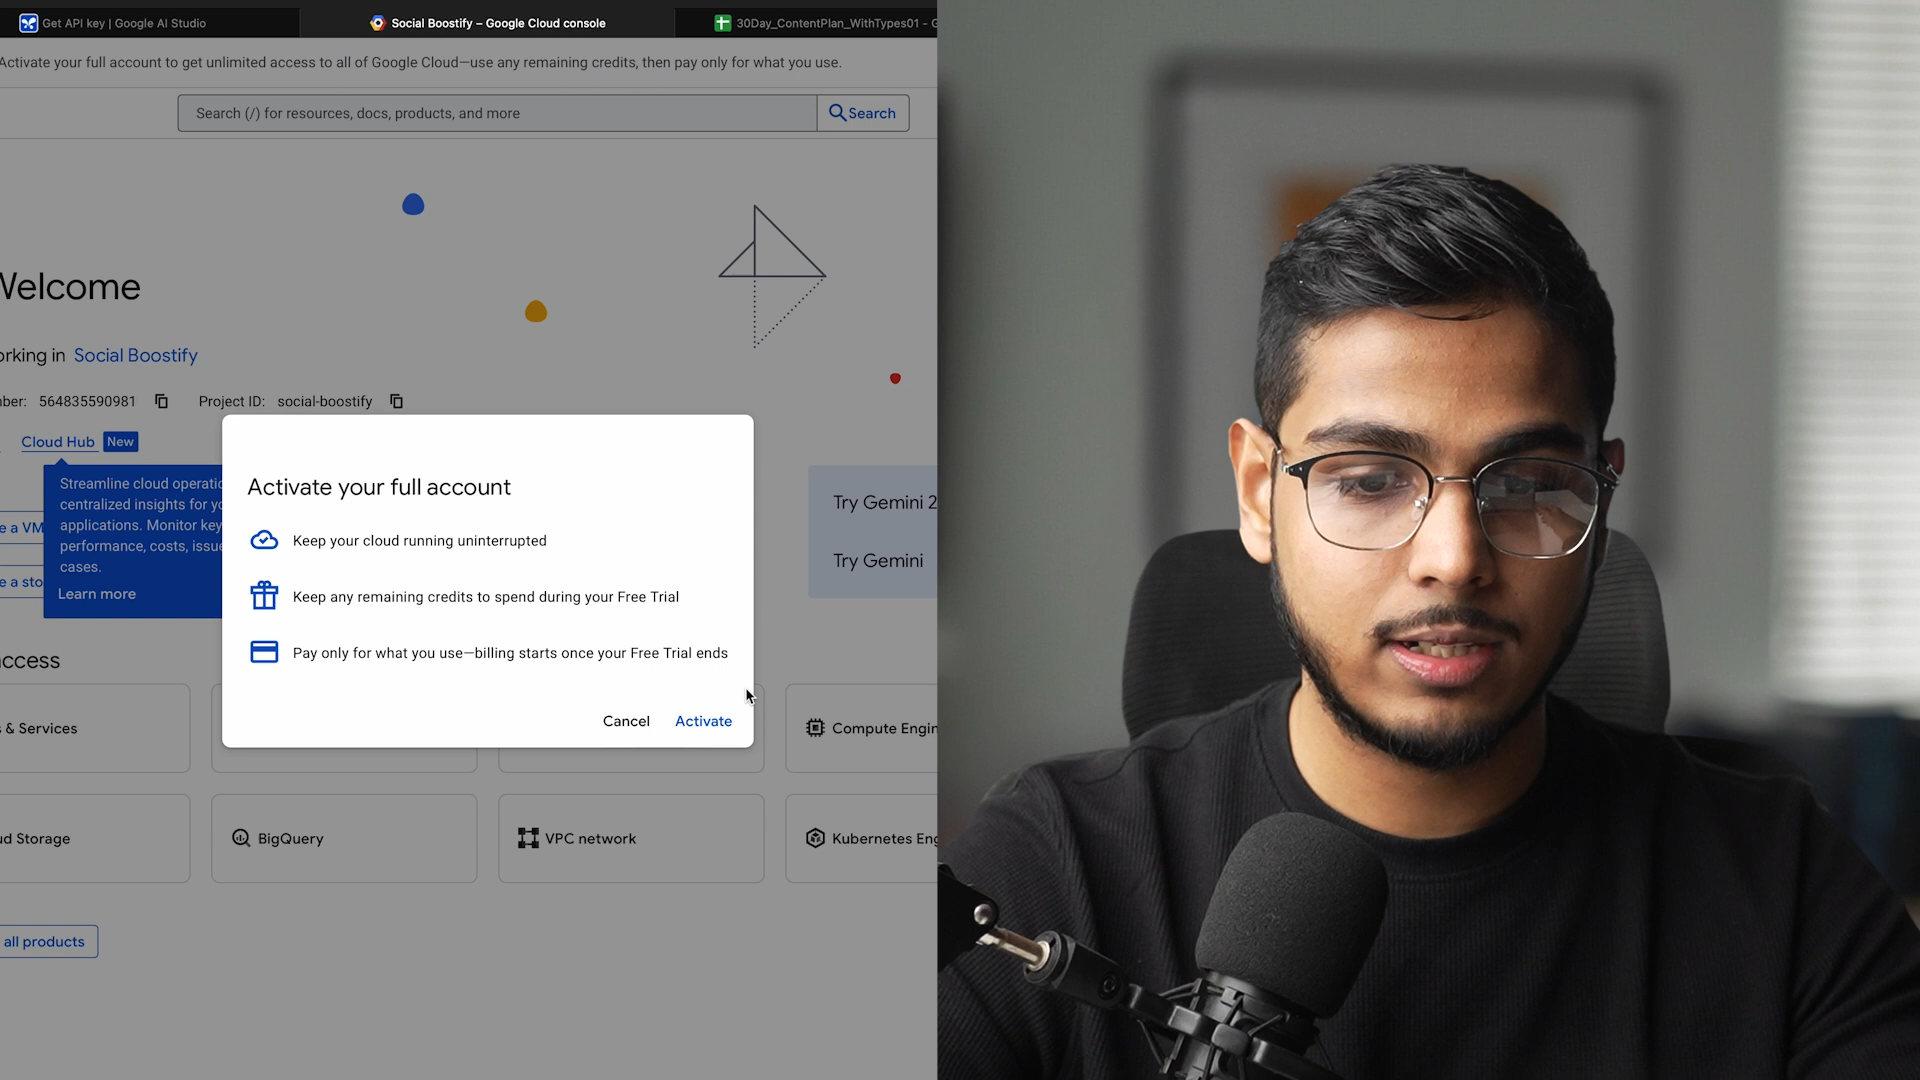 Get API key | Google AI Studio
Social Boostify – Google Cloud console
30Day_ContentPlan_WithTypes01 - G
Activate your full account to get unlimited access to all of Google Cloud—use any remaining credits, then pay only for what you use.
Search (/) for resources, docs, products, and more
Search
Welcome
orking in Social Boostify
nber: 564835590981 Project ID: social-boostify
Cloud Hub New
Streamline cloud operatio
centralized insights for yo
applications. Monitor key
performance, costs, issue
cases.
Learn more
e a VM
e a sto
Activate your full account
Keep your cloud running uninterrupted
Keep any remaining credits to spend during your Free Trial
Pay only for what you use—billing starts once your Free Trial ends
Cancel Activate
Try Gemini 2
Try Gemini
ccess
& Services
Compute Engin
ud Storage
BigQuery
VPC network
Kubernetes Eng
all products